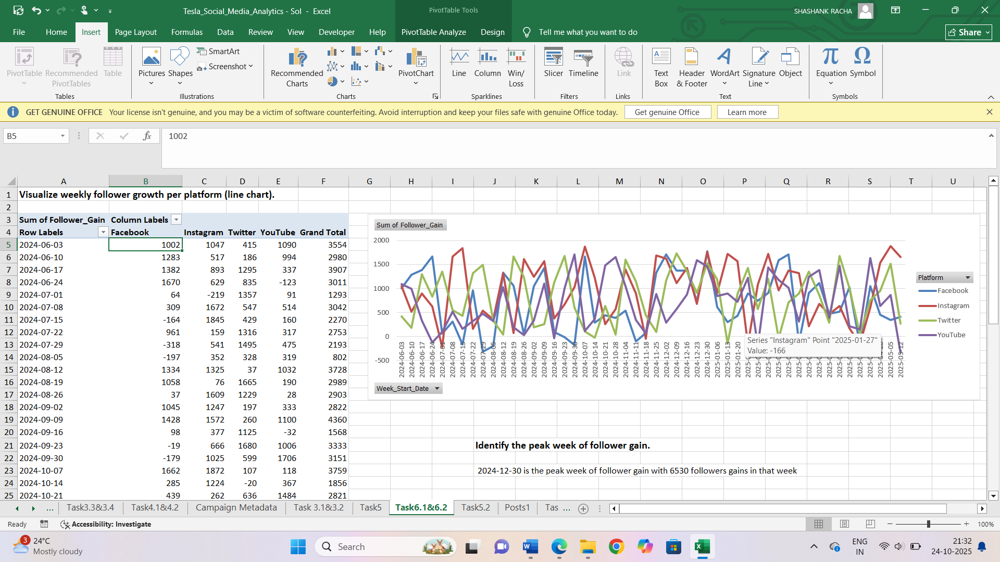 Tesla_Social_Media_Analytics - Sol - Excel
PivotTable Tools
SHASHANK RACHA
File Home Insert Page Layout Formulas Data Review View Developer Help PivotTable Analyze Design Tell me what you want to do Share
PivotTable Recommended PivotTables Table
Tables
Pictures Shapes SmartArt Screenshot
Illustrations
Recommended Charts PivotChart
Charts
Line Column Win/Loss
Sparklines
Slicer Timeline
Filters
Link
Links
Text Box Header & Footer WordArt Signature Line Object
Text
Equation Symbol
Symbols
GET GENUINE OFFICE Your license isn't genuine, and you may be a victim of software counterfeiting. Avoid interruption and keep your files safe with genuine Office today. Get genuine Office Learn more
B5 fx 1002
A B C D E F G H I J K L M N O P Q R S T U
1 Visualize weekly follower growth per platform (line chart).
2
3 Sum of Follower_Gain Column Labels
4 Row Labels Facebook Instagram Twitter YouTube Grand Total
5 2024-06-03 1002 1047 415 1090 3554
6 2024-06-10 1283 517 186 994 2980
7 2024-06-17 1382 893 1295 337 3907
8 2024-06-24 1670 629 835 -123 3011
9 2024-07-01 64 -219 1357 91 1293
10 2024-07-08 309 1672 547 514 3042
11 2024-07-15 -164 1845 429 160 2270
12 2024-07-22 961 159 1316 317 2753
13 2024-07-29 -318 541 1495 475 2193
14 2024-08-05 -197 352 328 319 802
15 2024-08-12 1334 1325 37 1032 3728
16 2024-08-19 1058 76 1665 190 2989
17 2024-08-26 37 1609 1229 28 2903
18 2024-09-02 1045 1247 197 333 2822
19 2024-09-09 1428 1572 260 1100 4360
20 2024-09-16 98 377 1125 -32 1568
21 2024-09-23 -19 666 1680 1006 3333
22 2024-09-30 -179 1025 599 1706 3151
23 2024-10-07 1662 1872 107 118 3759
24 2024-10-14 285 1224 -20 367 1856
25 2024-10-21 439 262 636 1484 2821
Sum of Follower_Gain
2000
1500
1000
500
0
-500
2024-06-03
2024-06-10
2024-06-17
2024-06-24
2024-07-01
2024-07-08
2024-07-15
2024-07-22
2024-07-29
2024-08-05
2024-08-12
2024-08-19
2024-08-26
2024-09-02
2024-09-09
2024-09-16
2024-09-23
2024-09-30
2024-10-07
2024-10-14
2024-10-21
2024-10-28
2024-11-04
2024-11-11
2024-11-18
2024-11-25
2024-12-02
2024-12-09
2024-12-16
2024-12-23
2024-12-30
2025-01-06
2025-01-13
2025-01-20
2025-05-05
2025-05-12
Series "Instagram" Point "2025-01-27"
Value: -166
Platform
Facebook
Instagram
Twitter
YouTube
Week_Start_Date
Identify the peak week of follower gain.
2024-12-30 is the peak week of follower gain with 6530 followers gains in that week
... Task3.3&3.4 Task4.1&4.2 Campaign Metadata Task 3.1&3.2 Task5 Task6.1&6.2 Task5.2 Posts1 Tas ...
Ready Accessibility: Investigate 100%
3 24°C
Mostly cloudy
Search
ENG
IN
21:32
24-10-2025